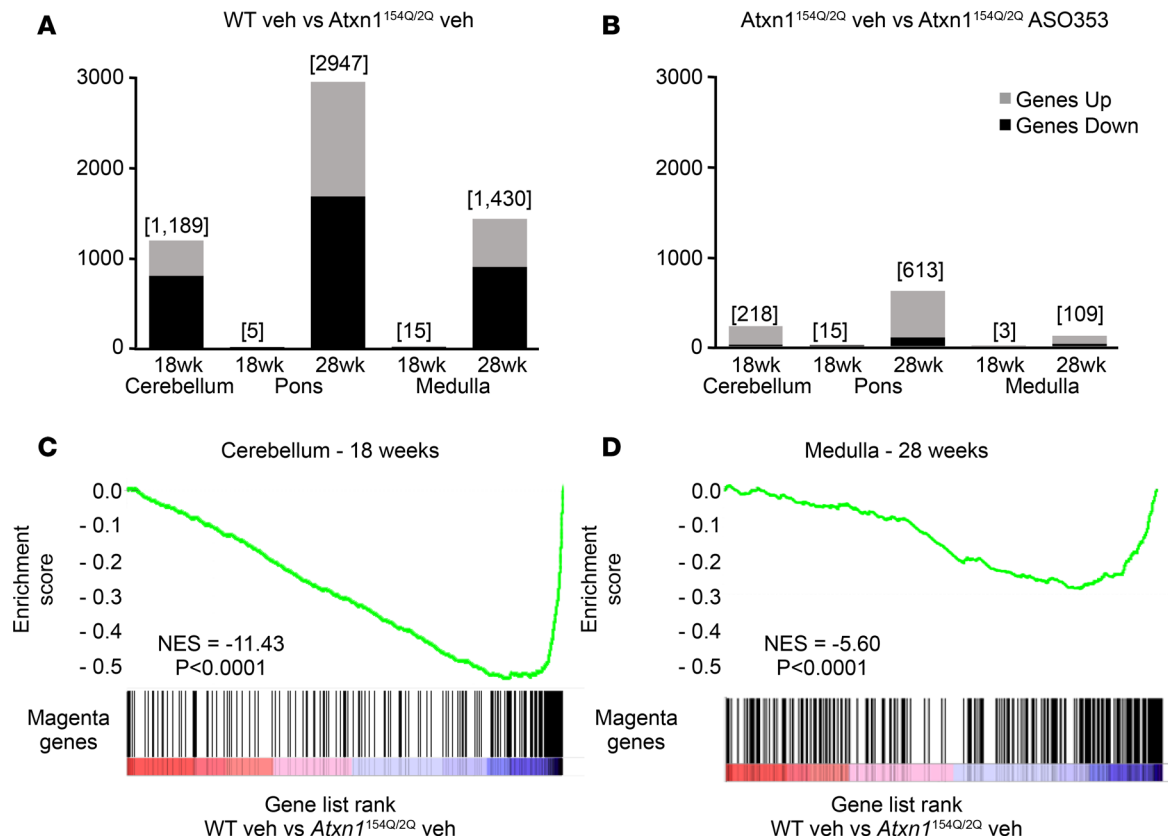 A
WT veh vs Atxn1154Q/2Q veh
3000
2000
1000
0
[1,189]
[5]
[2947]
[15]
[1,430]
18wk 18wk 28wk 18wk 28wk
Cerebellum Pons Medulla
B
Atxn1154Q/2Q veh vs Atxn1154Q/2Q ASO353
3000
2000
1000
0
Genes Up
Genes Down
[218]
[15]
[613]
[3]
[109]
18wk 18wk 28wk 18wk 28wk
Cerebellum Pons Medulla
C
Cerebellum - 18 weeks
Enrichment
score
0.0
- 0.1
- 0.2
- 0.3
- 0.4
- 0.5
NES = -11.43
P<0.0001
Magenta
genes
Gene list rank
WT veh vs Atxn1154Q/2Q veh
D
Medulla - 28 weeks
Enrichment
score
0.0
- 0.1
- 0.2
- 0.3
- 0.4
- 0.5
NES = -5.60
P<0.0001
Magenta
genes
Gene list rank
WT veh vs Atxn1154Q/2Q veh